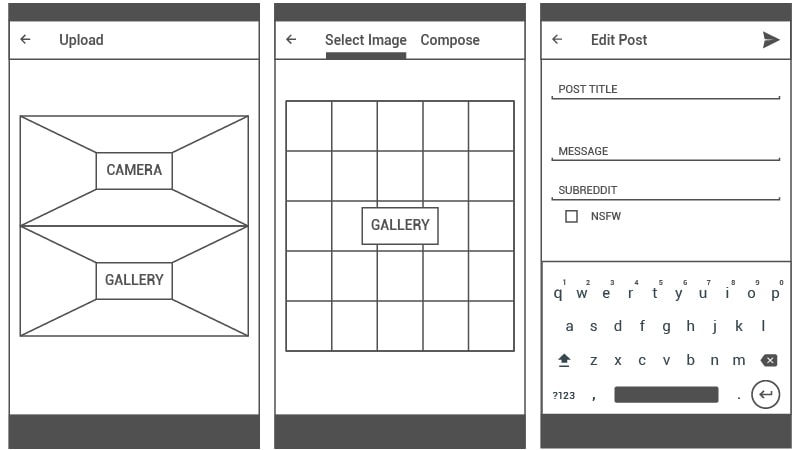 Upload
CAMERA
GALLERY
Select Image Compose
GALLERY
Edit Post
POST TITLE
MESSAGE
SUBREDDIT
NSFW
1 2 3 4 5 6 7 8 9 0
q w e r t y u i o p
a s d f g h j k l
z x c v b n m
?123 , .